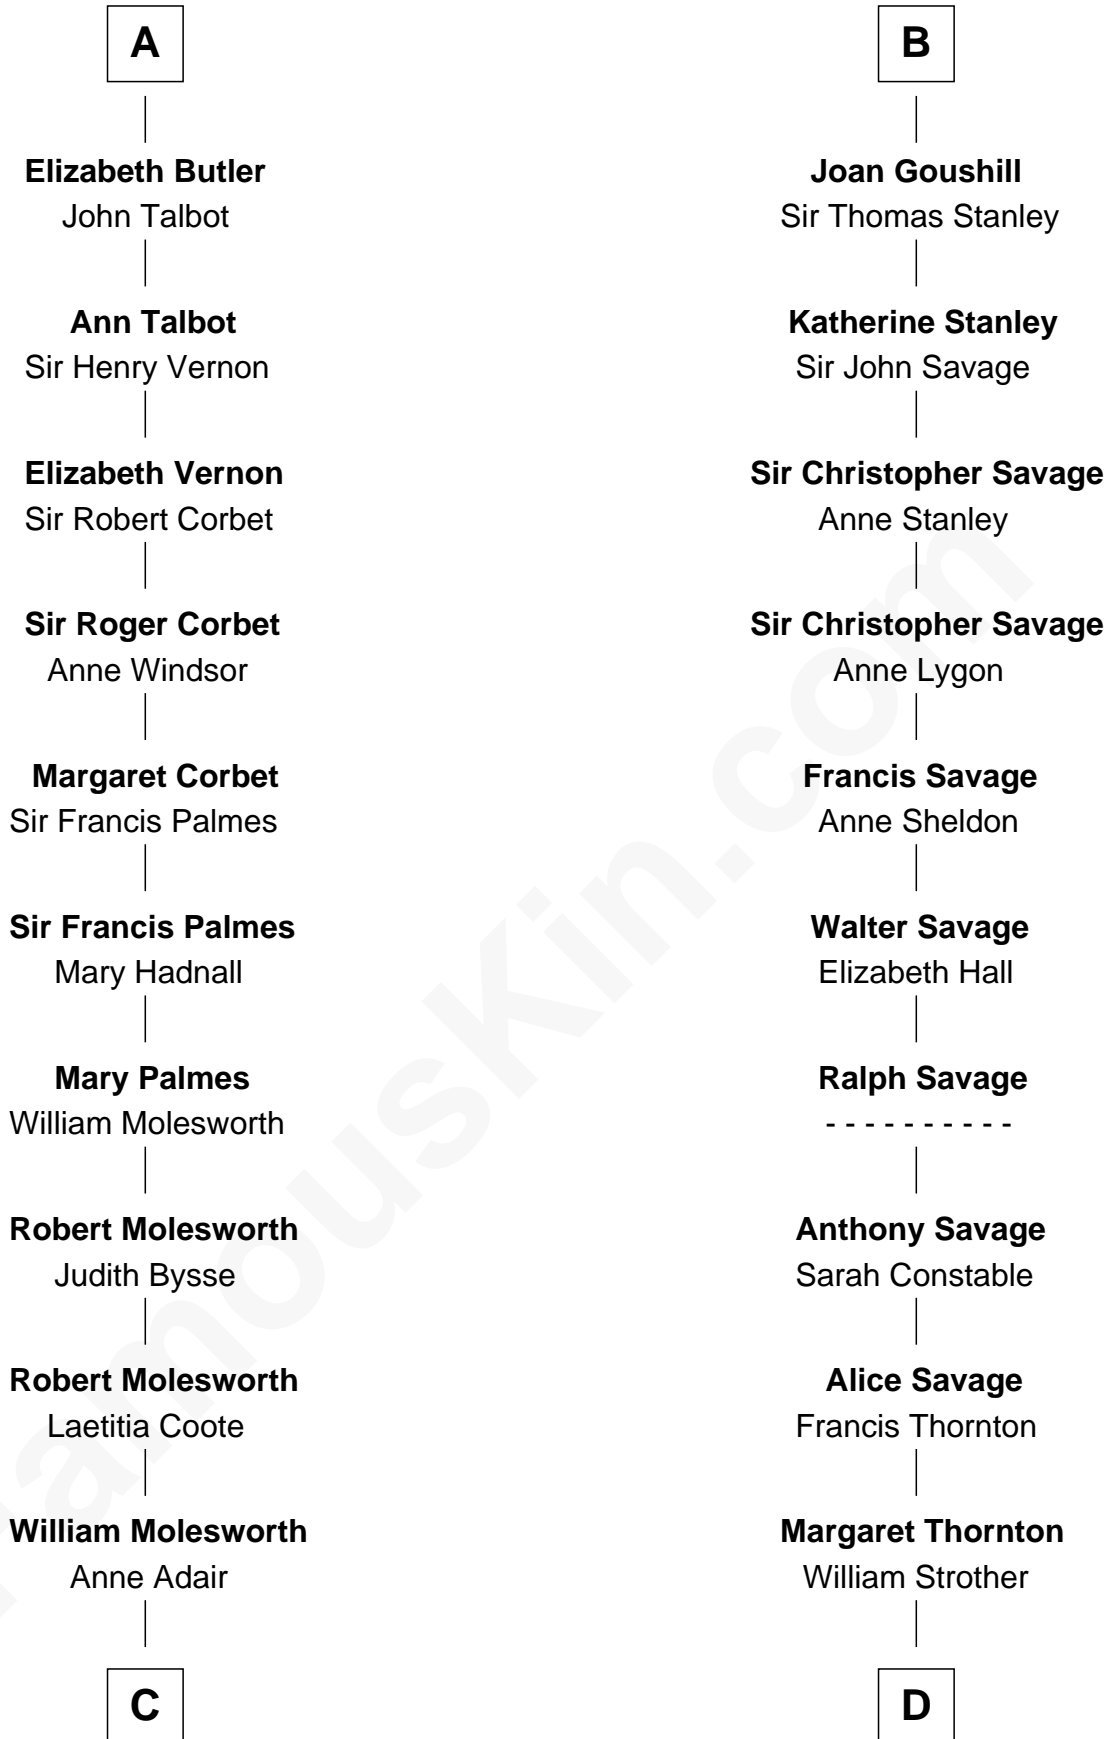 A
Elizabeth Butler
John Talbot
Ann Talbot
Sir Henry Vernon
Elizabeth Vernon
Sir Robert Corbet
Sir Roger Corbet
Anne Windsor
Margaret Corbet
Sir Francis Palmes
Sir Francis Palmes
Mary Hadnall
Mary Palmes
William Molesworth
Robert Molesworth
Judith Bysse
Robert Molesworth
Laetitia Coote
William Molesworth
Anne Adair
C
B
Joan Goushill
Sir Thomas Stanley
Katherine Stanley
Sir John Savage
Sir Christopher Savage
Anne Stanley
Sir Christopher Savage
Anne Lygon
Francis Savage
Anne Sheldon
Walter Savage
Elizabeth Hall
Ralph Savage
- - - - - - - - - -
Anthony Savage
Sarah Constable
Alice Savage
Francis Thornton
Margaret Thornton
William Strother
D
FamousKin.com